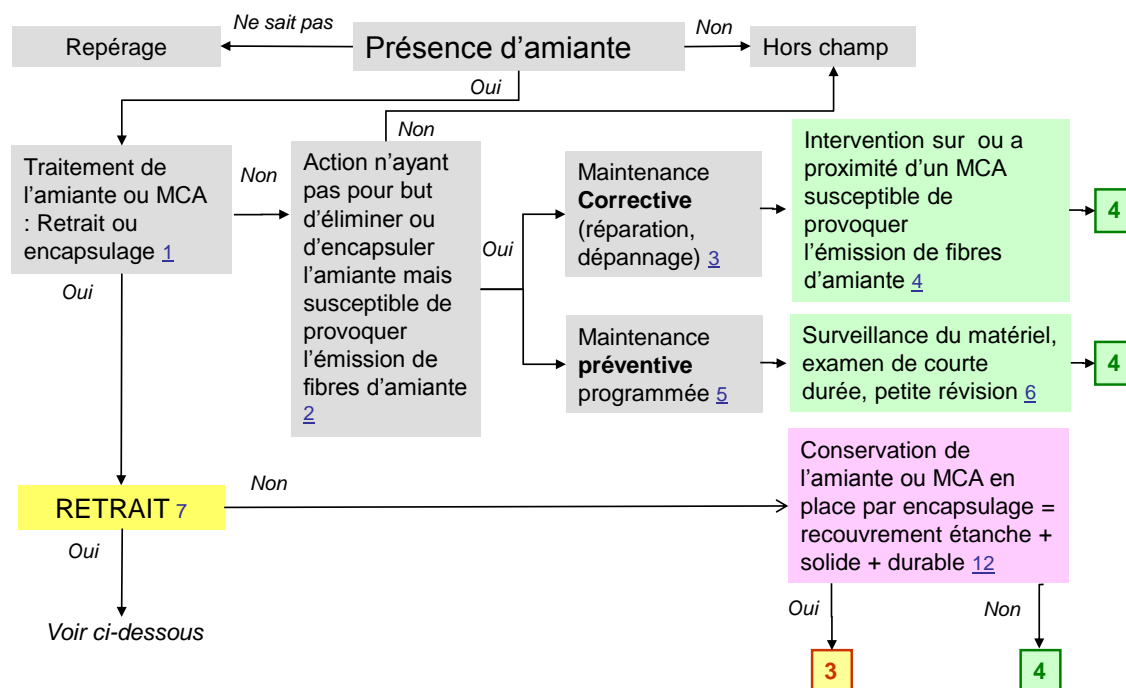 Ne sait pas
Non
Repérage
Présence d’amiante
Hors champ
Oui
Non
Traitement de
l’amiante ou MCA
: Retrait ou
encapsulage 1
Non
Action n’ayant
pas pour but
d’éliminer ou
d’encapsuler
l’amiante mais
susceptible de
provoquer
l’émission de
fibres d’amiante
2
Oui
Maintenance
Corrective
(réparation,
dépannage) 3
Intervention sur ou a
proximité d’un MCA
susceptible de
provoquer
l’émission de fibres
d’amiante 4
4
Oui
Maintenance
préventive
programmée 5
Surveillance du matériel,
examen de courte
durée, petite révision 6
4
RETRAIT 7
Non
Conservation de
l’amiante ou MCA en
place par encapsulage =
recouvrement étanche +
solide + durable 12
Oui
Voir ci-dessous
Oui
Non
3
4